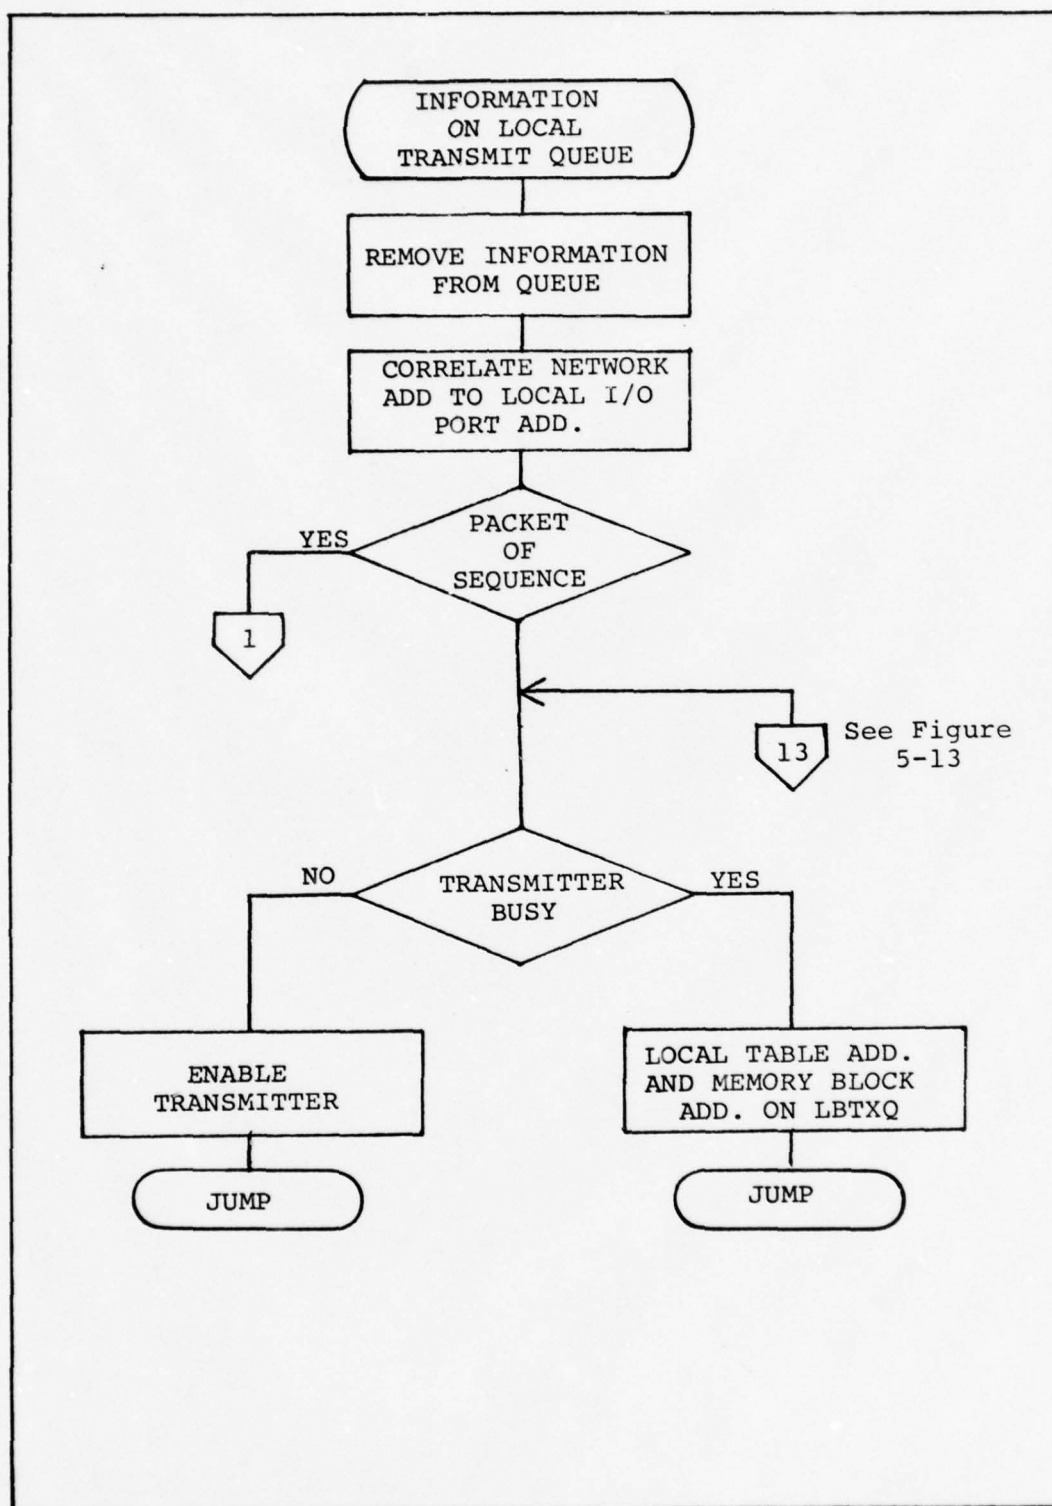 INFORMATION
ON LOCAL
TRANSMIT QUEUE
REMOVE INFORMATION
FROM QUEUE
CORRELATE NETWORK
ADD TO LOCAL I/O
PORT ADD.
PACKET
OF
SEQUENCE
YES
1
13
See Figure
5-13
TRANSMITTER
BUSY
NO
YES
ENABLE
TRANSMITTER
JUMP
LOCAL TABLE ADD.
AND MEMORY BLOCK
ADD. ON LBTXQ
JUMP